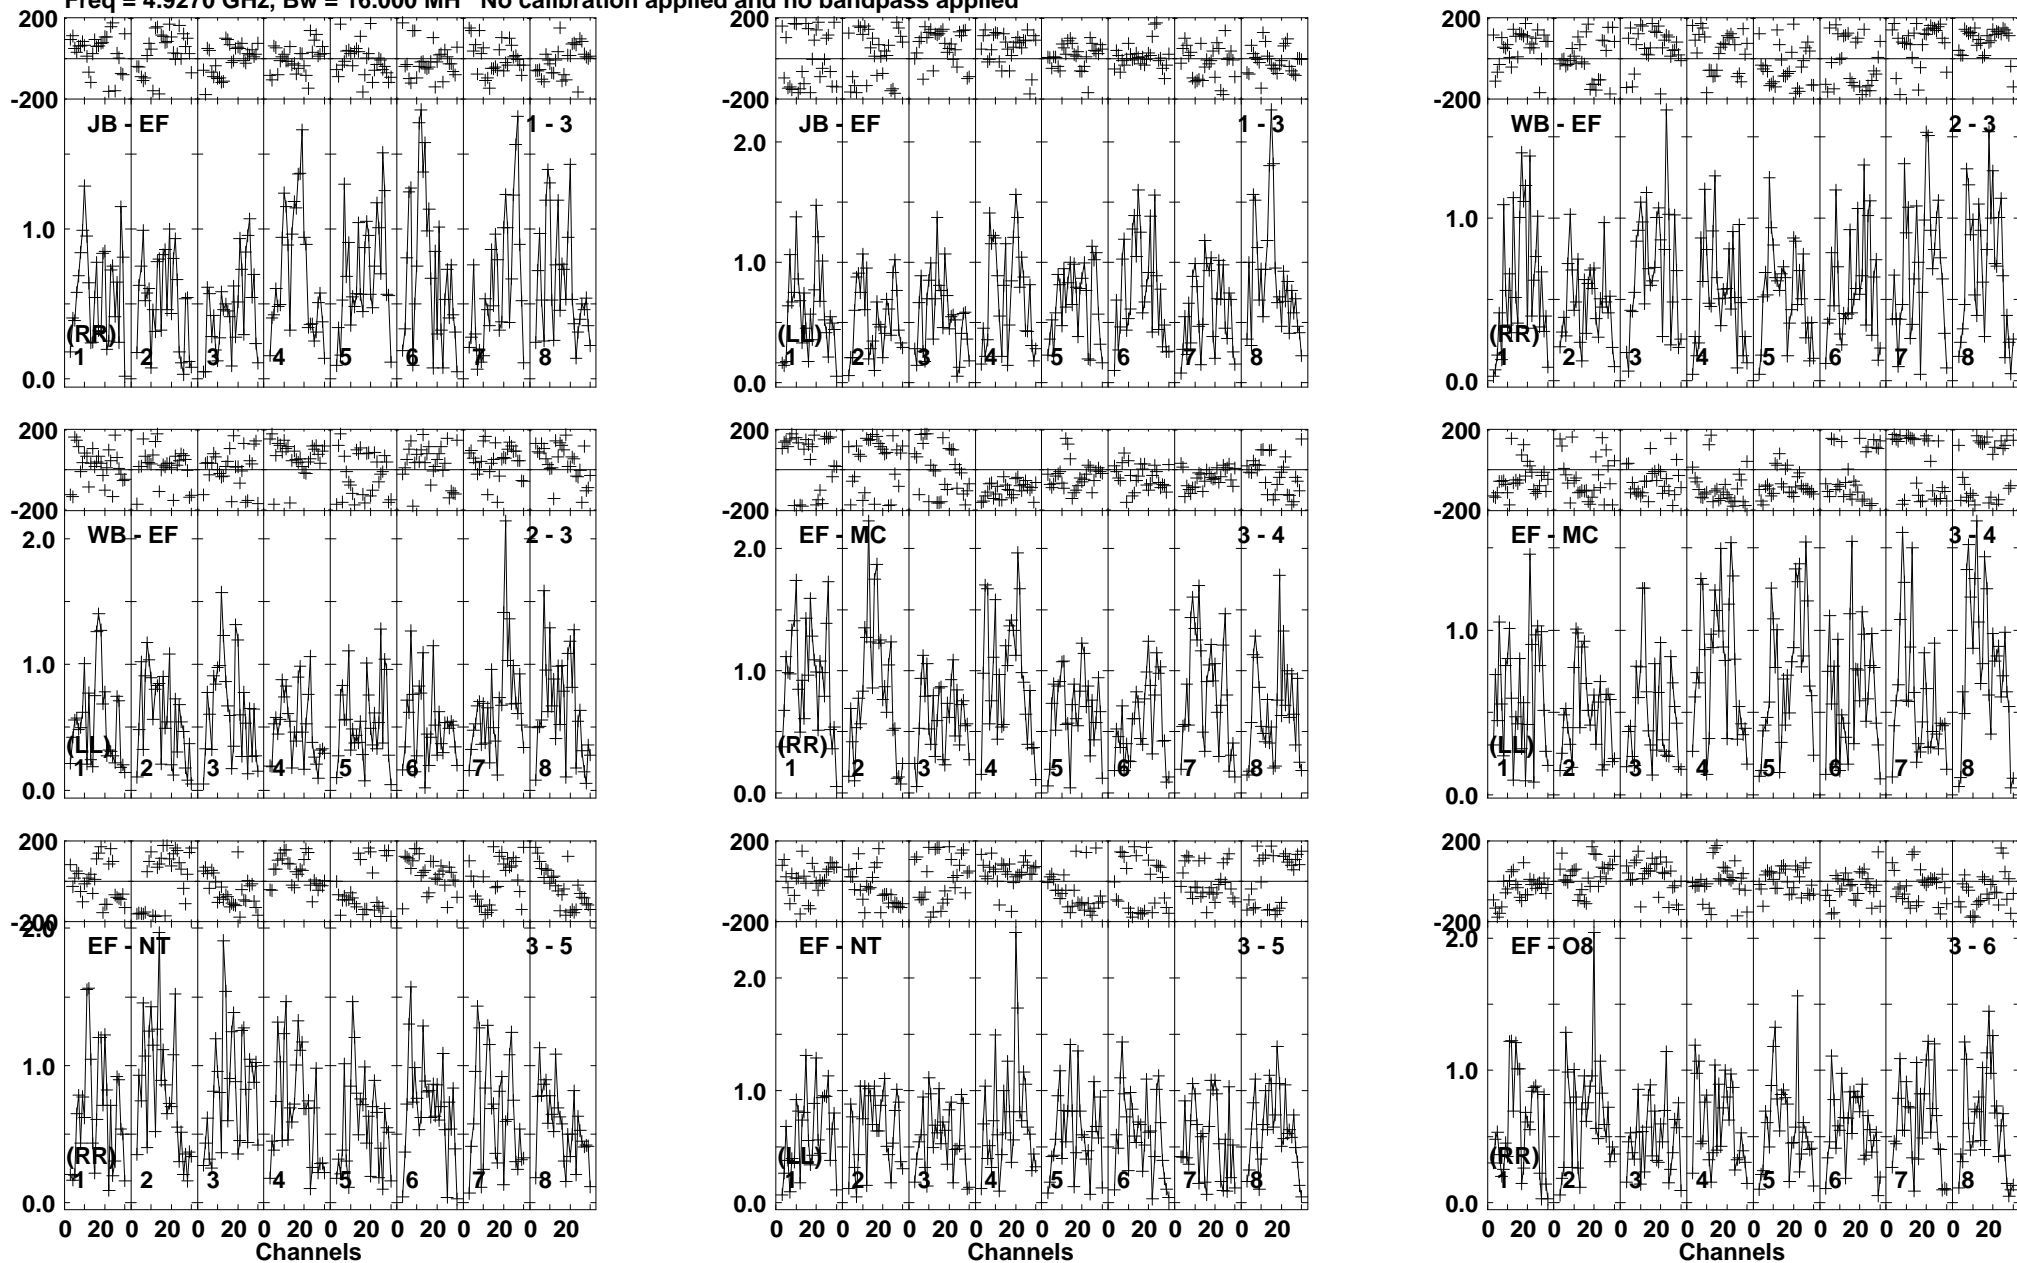 Freq = 4.9270 GHz, Bw = 16.000 MH No calibration applied and no bandpass applied
200 200 200
-200 -200 -200
JB - EF 1 - 3 JB - EF 1 - 3 WB - EF 2 - 3
2.0
1.0 1.0 1.0
(RR) (LL) (RR)
1 2 3 4 5 6 7 8 1 2 3 4 5 6 7 8 1 2 3 4 5 6 7 8
0.0 0.0 0.0
200 200 200
-200 -200 -200
WB - EF 2 - 3 EF - MC 3 - 4 EF - MC 3 - 4
2.0 2.0
1.0 1.0 1.0
(LL) (RR) (LL)
1 2 3 4 5 6 7 8 1 2 3 4 5 6 7 8 1 2 3 4 5 6 7 8
0.0 0.0 0.0
200 200 200
-200 -200 -200
2.0 2.0 2.0
EF - NT 3 - 5 EF - NT 3 - 5 EF - O8 3 - 6
1.0 1.0 1.0
(RR) (LL) (RR)
1 2 3 4 5 6 7 8 1 2 3 4 5 6 7 8 1 2 3 4 5 6 7 8
0.0 0.0 0.0
0 20 0 20 0 20 0 20 0 20 0 20 0 20 0 20 0 20 0 20 0 20 0 20 0 20 0 20 0 20 0 20 0 20 0 20 0 20 0 20 0 20 0 20 0 20 0 20
Channels Channels Channels